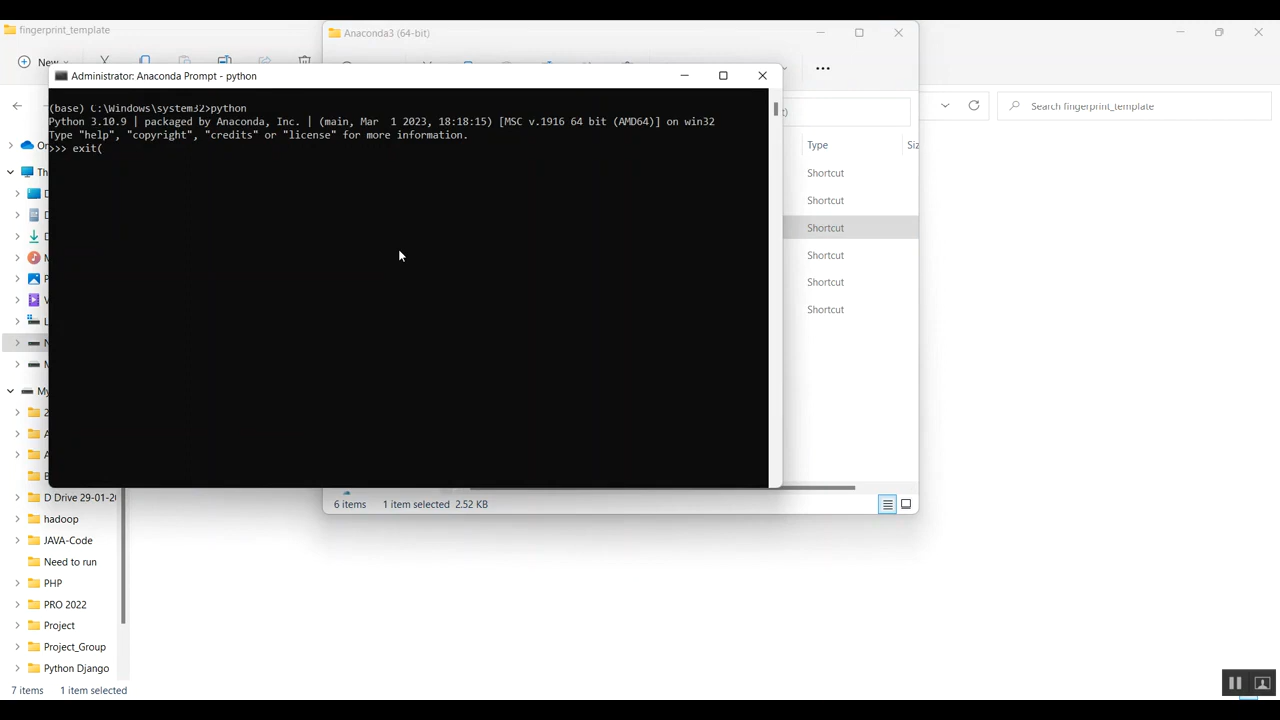 fingerprint_template
Anaconda3 (64-bit)
New
Administrator: Anaconda Prompt - python
(base) C:\Windows\system32>python
Python 3.10.9 | packaged by Anaconda, Inc. | (main, Mar  1 2023, 18:18:15) [MSC v.1916 64 bit (AMD64)] on win32
Type "help", "copyright", "credits" or "license" for more information.
>>> exit(
Search fingerprint_template
Type
Shortcut
Shortcut
Shortcut
Shortcut
Shortcut
Shortcut
D Drive 29-01-2
hadoop
JAVA-Code
Need to run
PHP
PRO 2022
Project
Project_Group
Python Django
6 items 1 item selected 2.52 KB
7 items 1 item selected